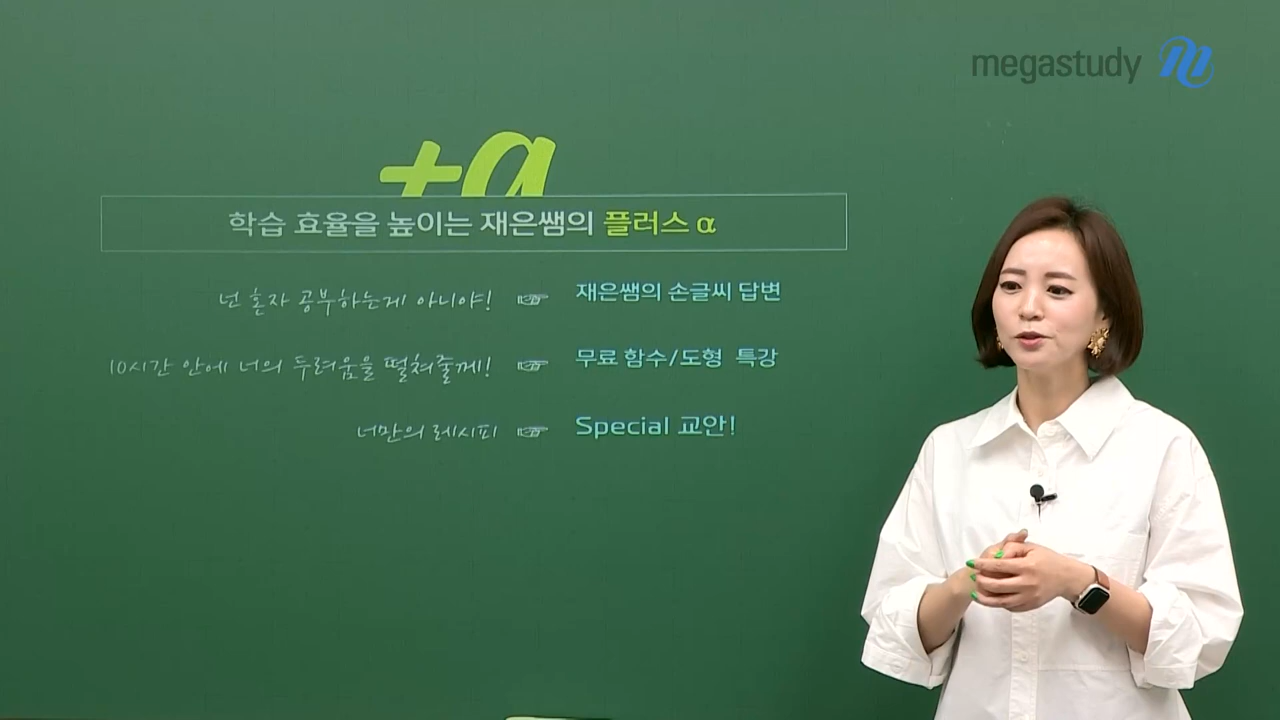 megastudy
+α
학습 효율을 높이는 재은쌤의 플러스 α
넌 혼자 공부하는게 아니야! ☞ 재은쌤의 손글씨 답변
10시간 안에 너의 두려움을 떨쳐줄게! ☞ 무료 함수/도형 특강
너만의 레시피 ☞ Special 교안!